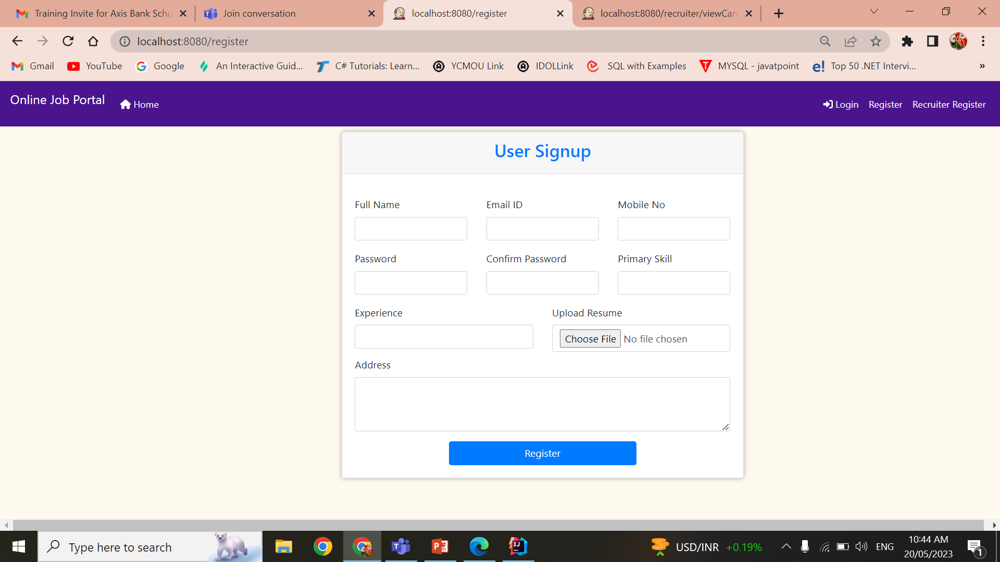 Training Invite for Axis Bank Scho
Join conversation
localhost:8080/register
localhost:8080/recruiter/viewCan
localhost:8080/register
Gmail
YouTube
Google
An Interactive Guid...
C# Tutorials: Learn...
YCMOU Link
IDOLLink
SQL with Examples
MYSQL - javatpoint
Top 50 .NET Intervi...
»
Online Job Portal
Home
Login
Register
Recruiter Register
User Signup
Full Name
Email ID
Mobile No
Password
Confirm Password
Primary Skill
Experience
Upload Resume
Choose File No file chosen
Address
Register
Type here to search
USD/INR +0.19%
ENG
10:44 AM
20/05/2023
1